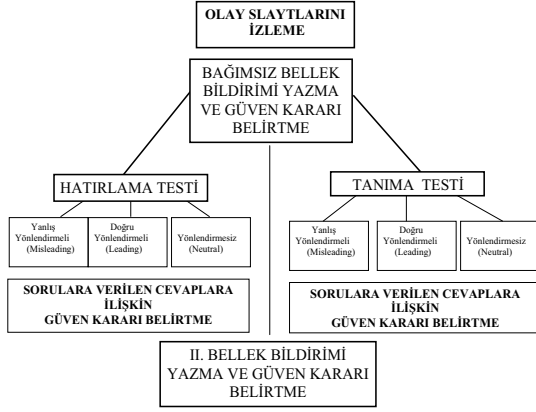 OLAY SLAYTLARINI
İZLEME
BAĞIMSIZ BELLEK
BİLDİRİMİ YAZMA
VE GÜVEN KARARI
BELİRTME
HATIRLAMA TESTİ
Yanlış
Yönlendirmeli
(Misleading)
Doğru
Yönlendirmeli
(Leading)
Yönlendirmesiz
(Neutral)
SORULARA VERİLEN CEVAPLARA
İLİŞKİN
GÜVEN KARARI BELİRTME
TANIMA TESTİ
Yanlış
Yönlendirmeli
(Misleading)
Doğru
Yönlendirmeli
(Leading)
Yönlendirmesiz
(Neutral)
SORULARA VERİLEN CEVAPLARA
İLİŞKİN
GÜVEN KARARI BELİRTME
II. BELLEK BİLDİRİMİ
YAZMA VE GÜVEN KARARI
BELİRTME